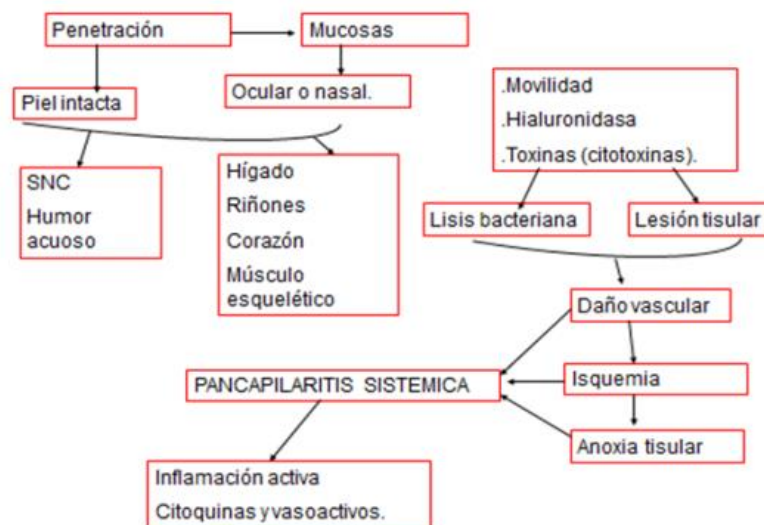 Penetración
Mucosas
Piel intacta
Ocular o nasal.
SNC
Humor
acuoso
Hígado
Riñones
Corazón
Músculo
esquelético
.Movilidad
.Hialuronidasa
.Toxinas (citotoxinas).
Lisis bacteriana
Lesión tisular
Daño vascular
Isquemia
Anoxia tisular
PANCAPILARITIS SISTEMICA
Inflamación activa
Citoquinas y vasoactivos.